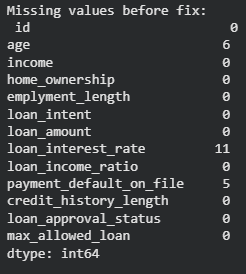 Missing values before fix:
id 0
age 6
income 0
home_ownership 0
emplyment_length 0
loan_intent 0
loan_amount 0
loan_interest_rate 11
loan_income_ratio 0
payment_default_on_file 5
credit_history_length 0
loan_approval_status 0
max_allowed_loan 0
dtype: int64